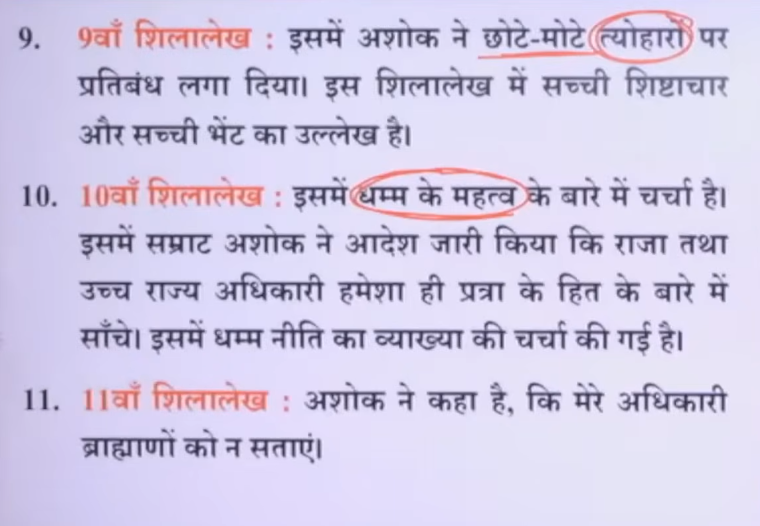 9. 9वाँ शिलालेख : इसमें अशोक ने छोटे-मोटे त्योहारों पर
प्रतिबंध लगा दिया। इस शिलालेख में सच्ची शिष्टाचार
और सच्ची भेंट का उल्लेख है।
10. 10वाँ शिलालेख : इसमें धम्म के महत्व के बारे में चर्चा है।
इसमें सम्राट अशोक ने आदेश जारी किया कि राजा तथा
उच्च राज्य अधिकारी हमेशा ही प्रत्रा के हित के बारे में
साँचे। इसमें धम्म नीति का व्याख्या की चर्चा की गई है।
11. 11वाँ शिलालेख : अशोक ने कहा है, कि मेरे अधिकारी
ब्राह्माणों को न सताएं।